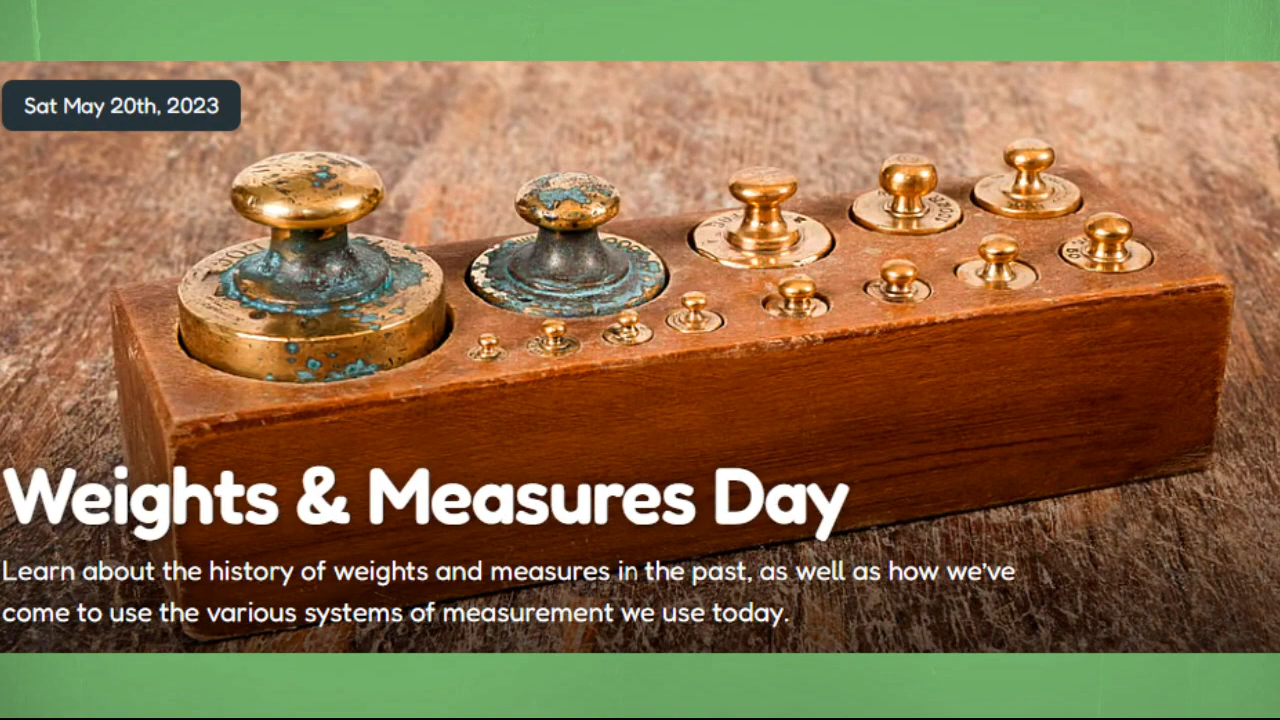 Sat May 20th, 2023
Weights & Measures Day
Learn about the history of weights and measures in the past, as well as how we've
come to use the various systems of measurement we use today.